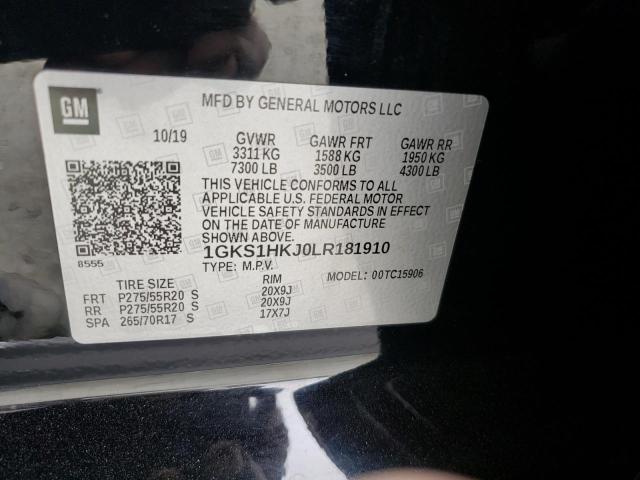 GM
MFD BY GENERAL MOTORS LLC
10/19 GVWR GAWR FRT GAWR RR
3311 KG 1588 KG 1950 KG
7300 LB 3500 LB 4300 LB
THIS VEHICLE CONFORMS TO ALL
APPLICABLE U.S. FEDERAL MOTOR
VEHICLE SAFETY STANDARDS IN EFFECT
ON THE DATE OF MANUFACTURE
SHOWN ABOVE.
8555
1GKS1HKJ0LR181910
TYPE: M.P.V. MODEL: 00TC15906
TIRE SIZE RIM
FRT P275/55R20 S 20X9J
RR P275/55R20 S 20X9J
SPA 265/70R17 S 17X7J